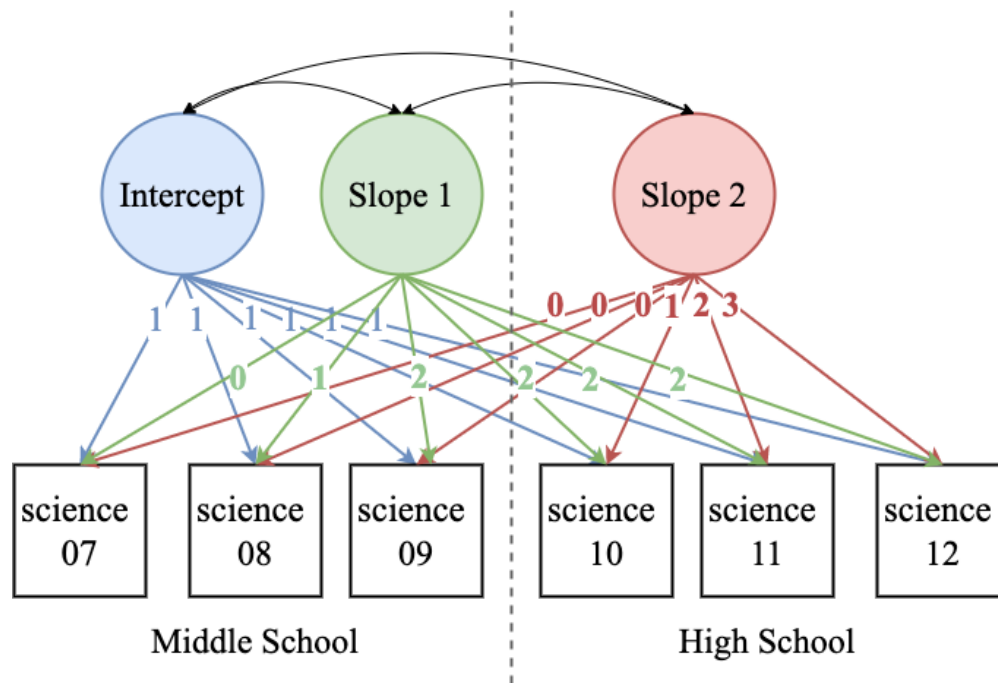 Intercept
Slope 1
Slope 2
1 1 1 1 1 1
0 0 0 1 2 3
0 1 2 2 2 2
science 07
science 08
science 09
science 10
science 11
science 12
Middle School
High School